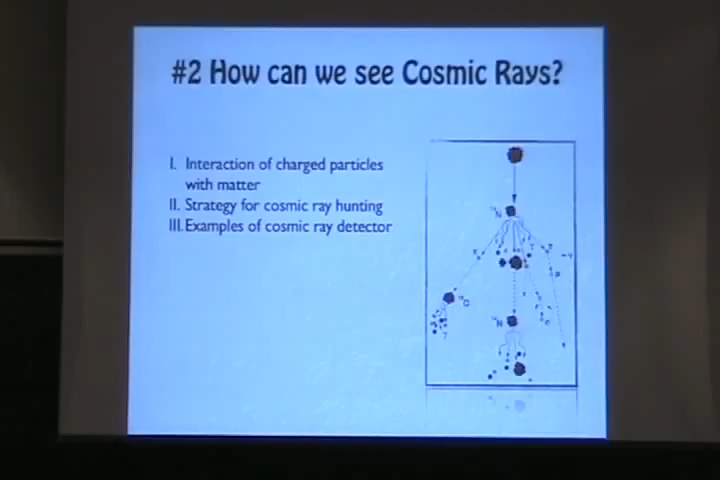 #2 How can we see Cosmic Rays?
I. Interaction of charged particles
with matter
II. Strategy for cosmic ray hunting
III. Examples of cosmic ray detector